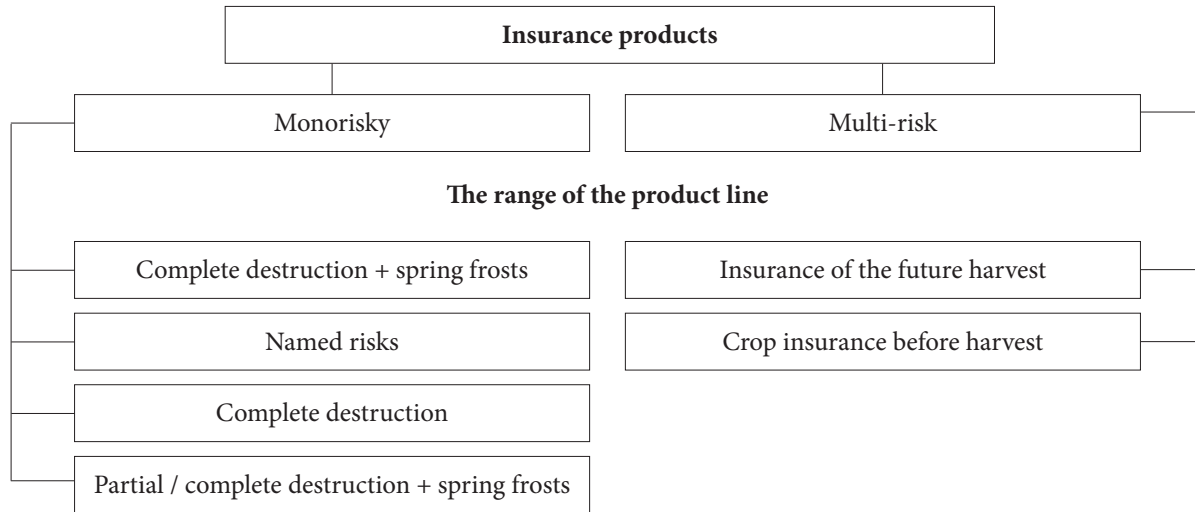 Insurance products
Monorisky
Multi-risk
The range of the product line
Complete destruction + spring frosts
Insurance of the future harvest
Named risks
Crop insurance before harvest
Complete destruction
Partial / complete destruction + spring frosts